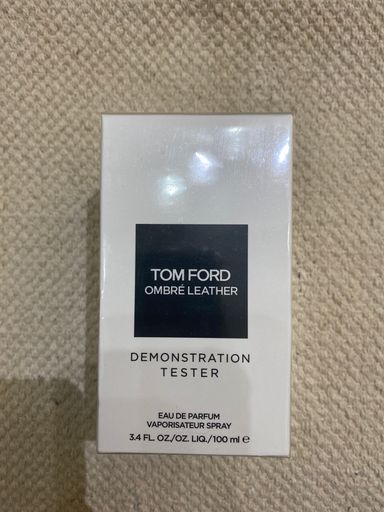 TOM FORD
OMBRÉ LEATHER
DEMONSTRATION
TESTER
EAU DE PARFUM
VAPORISATEUR SPRAY
3.4 FL. OZ./OZ. LIQ./100 ml ℮